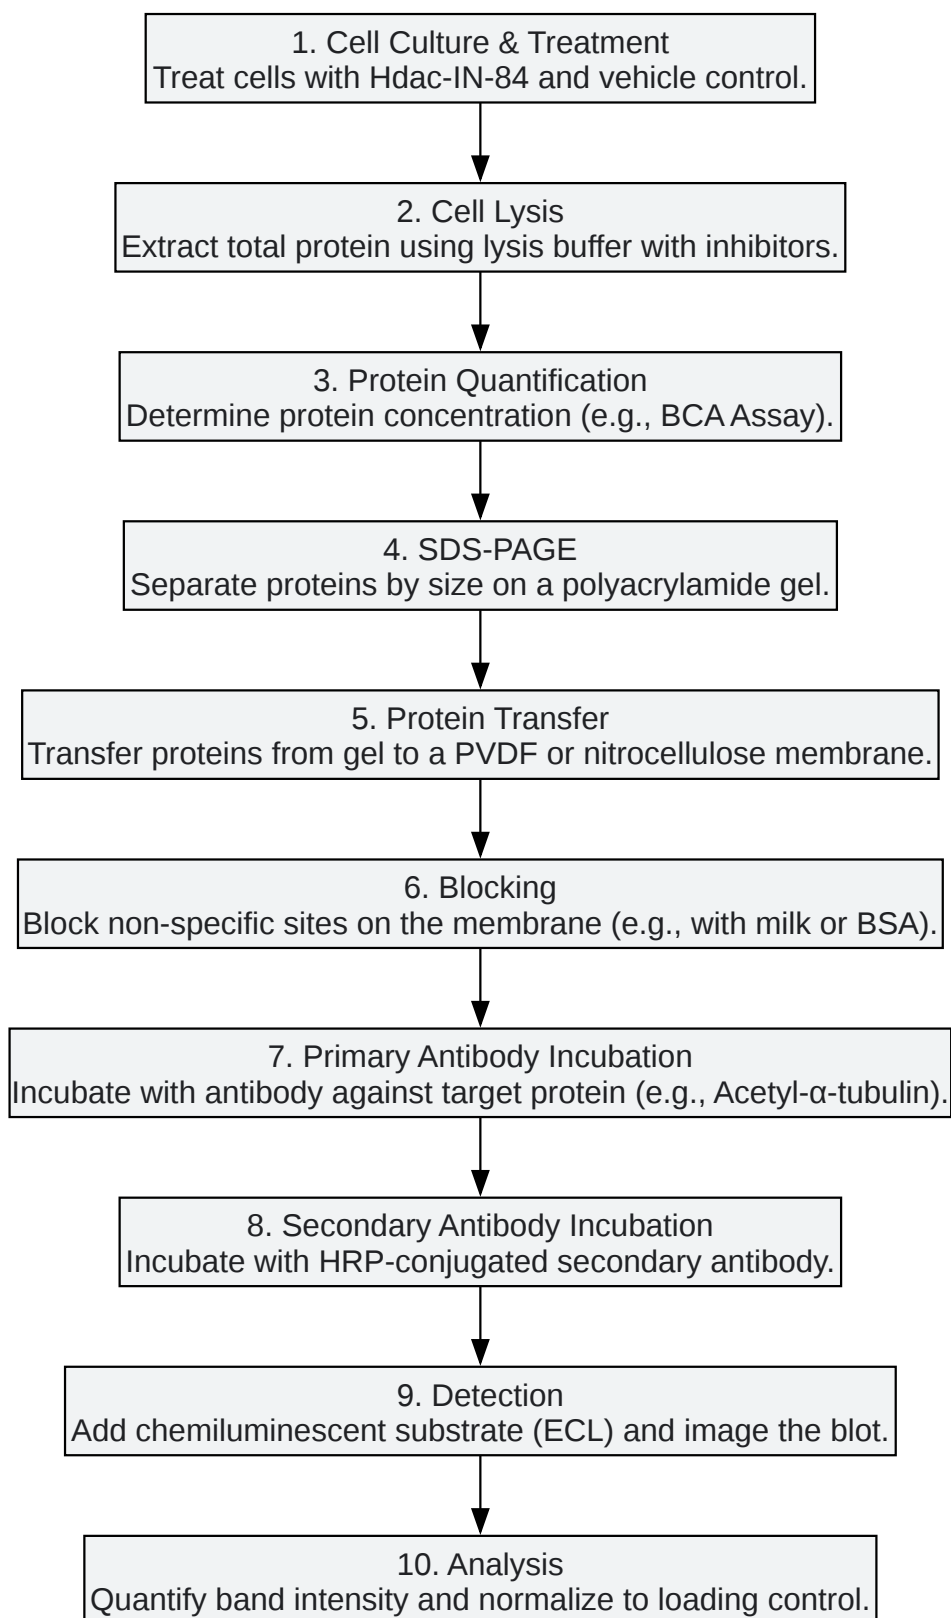 1. Cell Culture & Treatment
Treat cells with Hdac-IN-84 and vehicle control.
2. Cell Lysis
Extract total protein using lysis buffer with inhibitors.
3. Protein Quantification
Determine protein concentration (e.g., BCA Assay).
4. SDS-PAGE
Separate proteins by size on a polyacrylamide gel.
5. Protein Transfer
Transfer proteins from gel to a PVDF or nitrocellulose membrane.
6. Blocking
Block non-specific sites on the membrane (e.g., with milk or BSA).
7. Primary Antibody Incubation
Incubate with antibody against target protein (e.g., Acetyl-α-tubulin).
8. Secondary Antibody Incubation
Incubate with HRP-conjugated secondary antibody.
9. Detection
Add chemiluminescent substrate (ECL) and image the blot.
10. Analysis
Quantify band intensity and normalize to loading control.